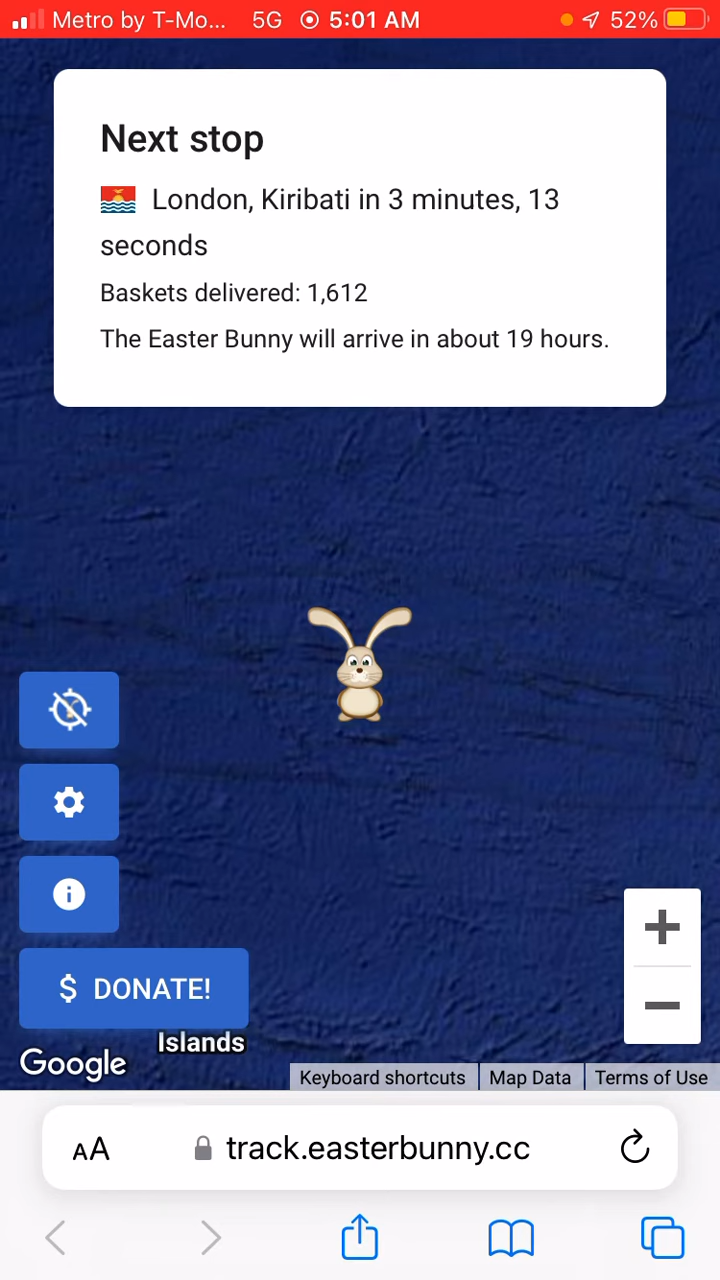 Metro by T-Mo... 5G 5:01 AM 52%
Next stop
London, Kiribati in 3 minutes, 13
seconds
Baskets delivered: 1,612
The Easter Bunny will arrive in about 19 hours.
$ DONATE!
Islands
Google
Keyboard shortcuts Map Data Terms of Use
AA track.easterbunny.cc